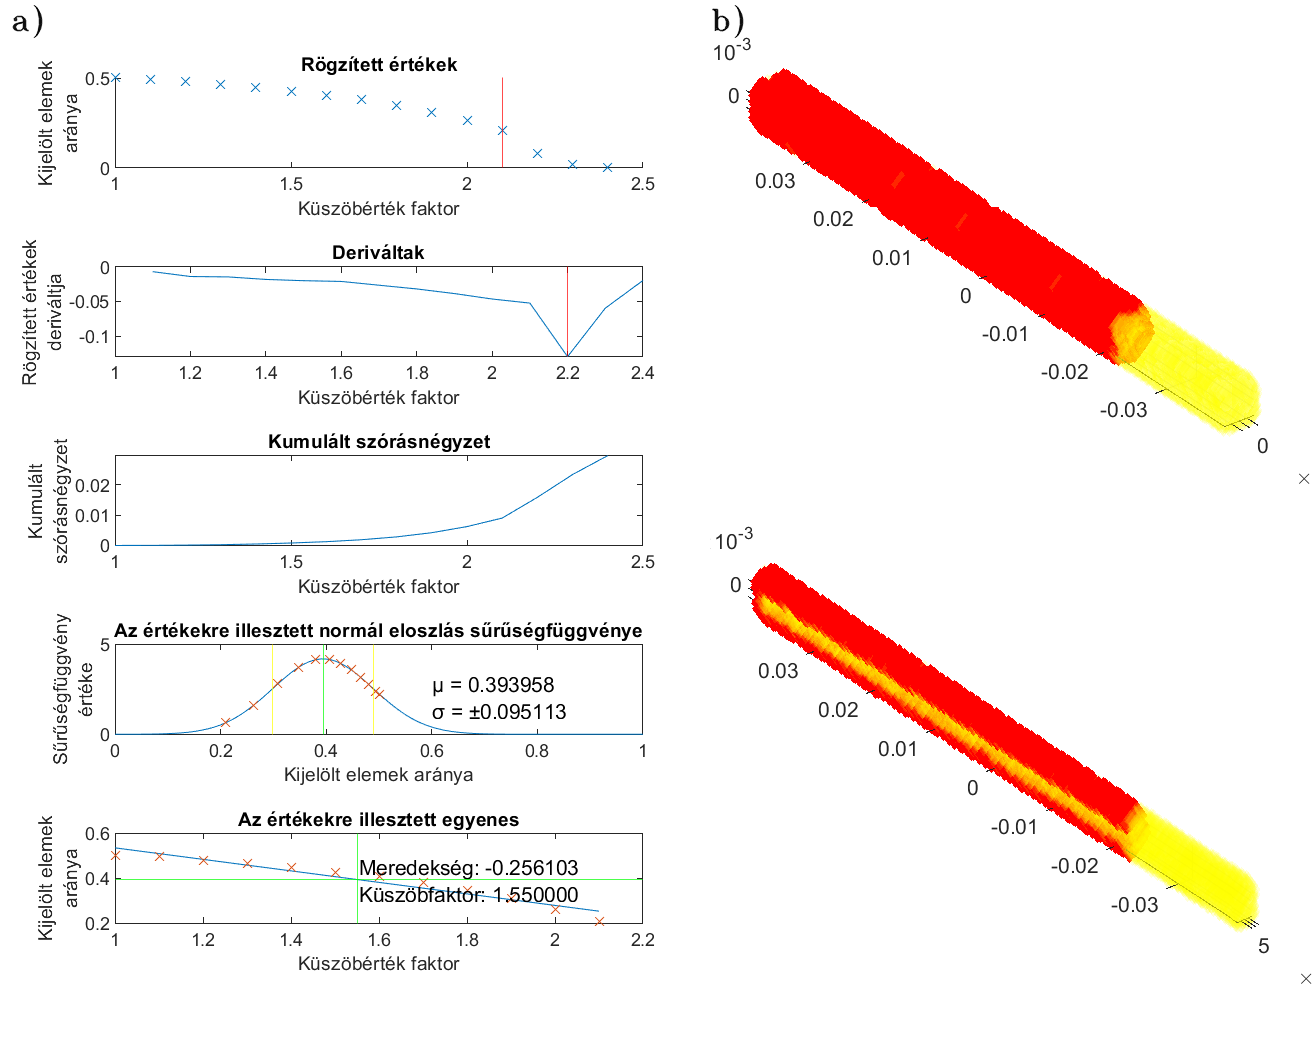 a)
Rögzített értékek
Kijelölt elemek
aránya
0.5
0
1
1.5
2
2.5
Küszöbérték faktor
Deriváltak
Rögzített értékek
deriváltja
0
-0.05
-0.1
1
1.2
1.4
1.6
1.8
2
2.2
2.4
Küszöbérték faktor
Kumulált szórásnégyzet
Kumulált
szórásnégyzet
0.02
0.01
0
1
1.5
2
2.5
Küszöbérték faktor
Az értékekre illesztett normál eloszlás sűrűségfüggvénye
Sűrűségfüggvény
értéke
5
0
μ = 0.393958
σ = ±0.095113
0
0.2
0.4
0.6
0.8
1
Kijelölt elemek aránya
Az értékekre illesztett egyenes
Kijelölt elemek
aránya
0.6
0.4
0.2
Meredekség: -0.256103
Küszöbfaktor: 1.550000
1
1.2
1.4
1.6
1.8
2
2.2
Küszöbérték faktor
b)
10-3
0
0.03
0.02
0.01
0
-0.01
-0.02
-0.03
0
×
10-3
0
0.03
0.02
0.01
0
-0.01
-0.02
-0.03
5
×